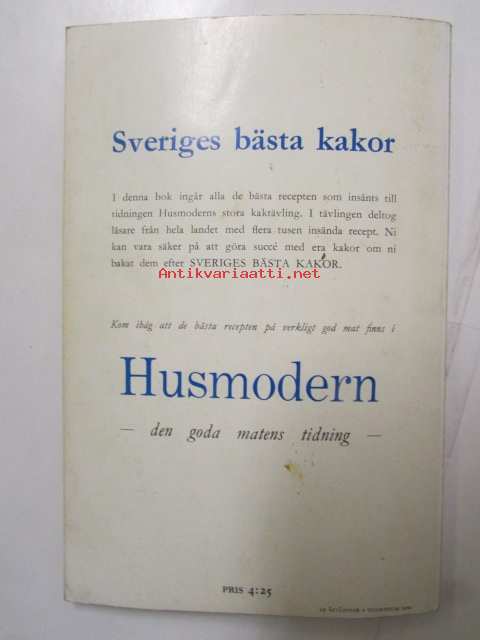 Sveriges bästa kakor
I denna bok ingår alla de bästa recepten som insänts till
tidningen Husmoderns stora kaktävling. I tävlingen deltog
läsare från hela landet med flera tusen insända recept. Ni
kan vara säker på att göra succé med era kakor om ni
bakat dem efter SVERIGES BÄSTA KAKOR.
Antikvariaatti.net
Kom ihåg att de bästa recepten på verkligt god mat finns i
Husmodern
— den goda matens tidning —
PRIS 4:25